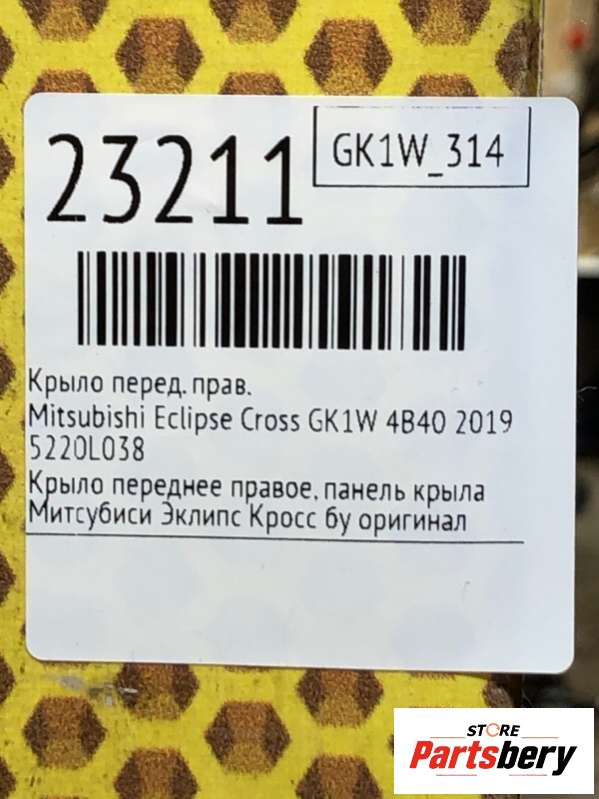 23211
GK1W_314
Крыло перед. прав.
Mitsubishi Eclipse Cross GK1W 4B40 2019
5220L038
Крыло переднее правое, панель крыла
Митсубиси Эклипс Кросс бу оригинал
STORE
Partsbery